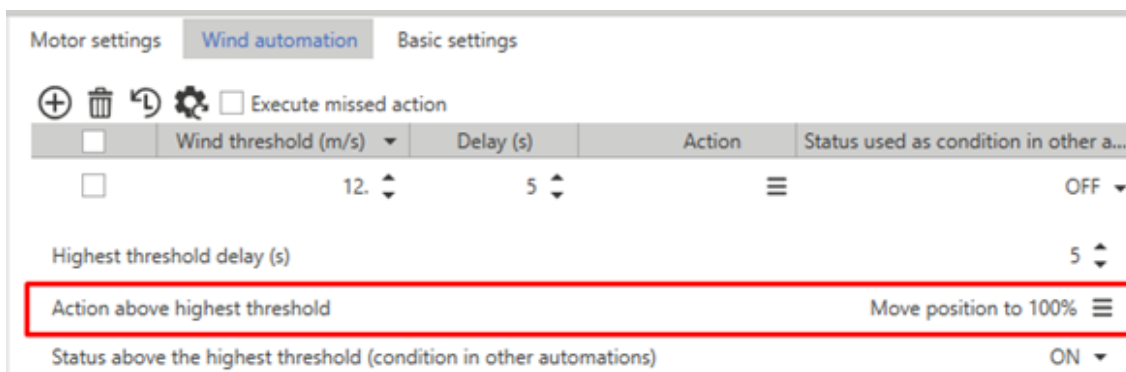 Motor settings Wind automation Basic settings
Execute missed action
Wind threshold (m/s) Delay (s) Action Status used as condition in other a...
12. 5 OFF
Highest threshold delay (s) 5
Action above highest threshold Move position to 100%
Status above the highest threshold (condition in other automations) ON